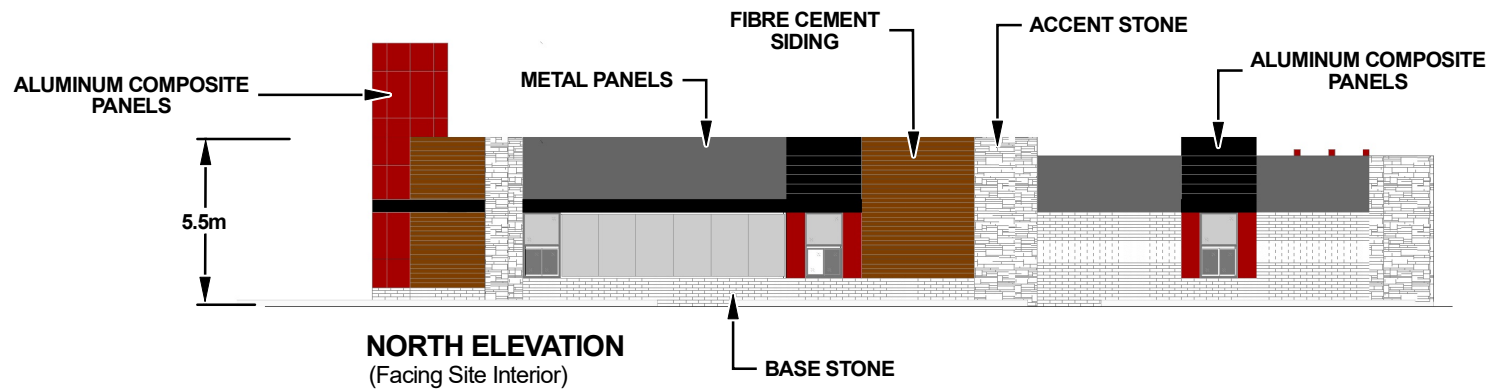 FIBRE CEMENT
SIDING
ACCENT STONE
ALUMINUM COMPOSITE
PANELS
METAL PANELS
ALUMINUM COMPOSITE
PANELS
5.5m
NORTH ELEVATION
(Facing Site Interior)
BASE STONE